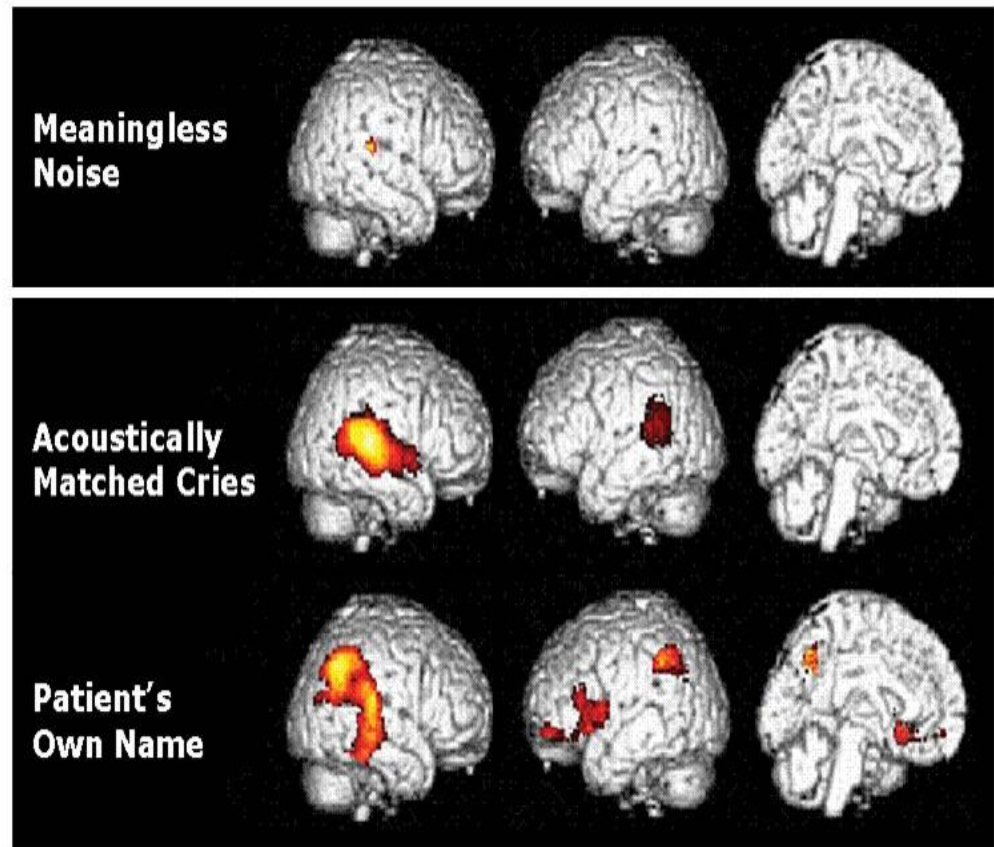 Meaningless
Noise
Acoustically
Matched Cries
Patient's
Own Name